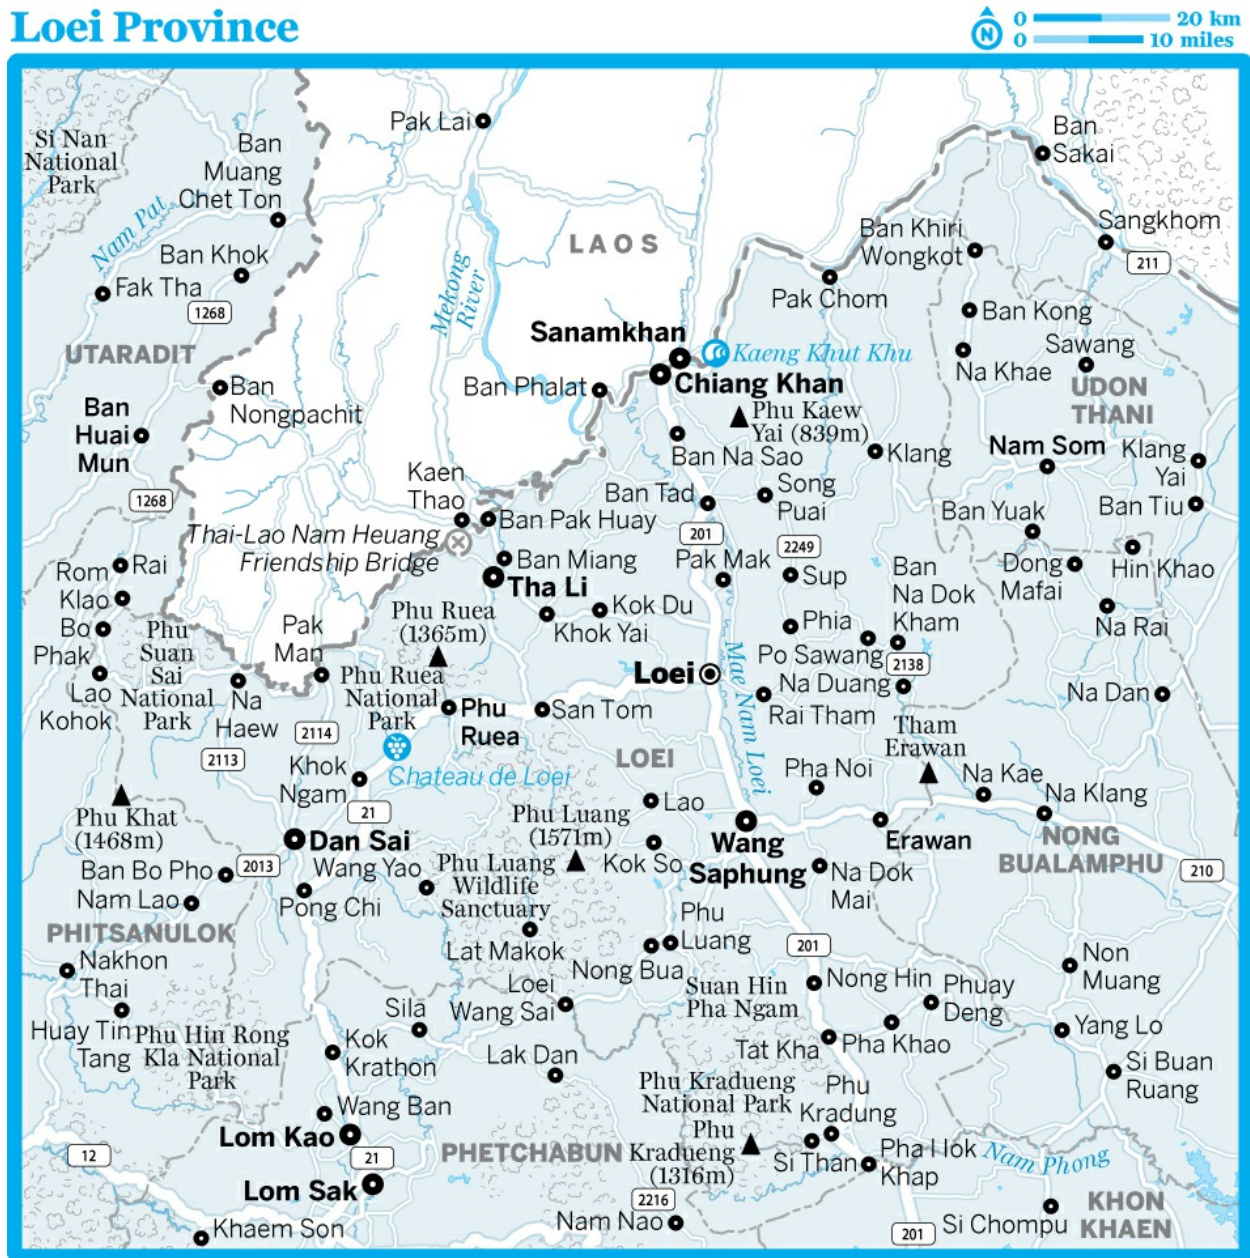 Loei Province
N
0 20 km
0 10 miles
Pak Lai
Ban
Sakai
Si Nan
National
Park
Ban
Muang
Chet Ton
Nam Pat
Ban Khok
Fak Tha
1268
LAOS
Mekong
River
Ban Khiri
Wongkot
Sangkhom
211
Pak Chom
Ban Kong
Sawang
Na Khae
UTARADIT
Sanamkhan
Kaeng Khut Khu
Chiang Khan
Ban Phalat
Ban
Nongpachit
UDON
THANI
Ban
Huai
Mun
Phu Kaew
Yai (839m)
Ban Na Sao
Klang
Nam Som
Klang
Yai
1268
Kaen
Thao
Ban Tad
Song
Puai
Ban Tiu
Ban Yuak
Thai-Lao Nam Heuang
Friendship Bridge
Ban Pak Huay
201
2249
Ban Miang
Pak Mak
Tha Li
Sup
Ban
Na Dok
Kham
Dong
Mafai
Hin Khao
Rom
Klao
Rai
Phu Ruea
(1365m)
Kok Du
Khok Yai
Phia
Na Rai
Bo
Phak
Phu
Suan
Sai
National
Park
Pak
Man
Po Sawang
2138
Lao
Kohok
Na
Haew
Phu Ruea
National
Park
Loei
Mae Nam Loei
Na Duang
Rai Tham
Na Dan
Phu
Ruea
San Tom
Tham
Erawan
2114
2113
LOEI
Khok
Ngam
Chateau de Loei
Pha Noi
Na Kae
Na Klang
21
Phu Khat
(1468m)
Phu Luang
(1571m)
Lao
Dan Sai
Wang
Saphung
Erawan
NONG
BUALAMPHU
Kok So
210
Ban Bo Pho
2013
Wang Yao
Phu Luang
Wildlife
Sanctuary
Na Dok
Mai
Nam Lao
Pong Chi
Phu
Luang
PHITSANULOK
Lat Makok
201
Nakhon
Thai
Nong Bua
Non
Muang
Loei
Wang Sai
Suan Hin
Pha Ngam
Nong Hin
Phuay
Deng
Huay Tin
Tang
Phu Hin Rong
Kla National
Park
Sila
Kok
Krathon
Tat Kha
Pha Khao
Yang Lo
Lak Dan
Si Buan
Ruang
Phu Kradueng
National Park
Phu
Kradung
Wang Ban
Lom Kao
Phu
Kradueng
(1316m)
PHETCHABUN
Si Than
Pha Nok
Khap
Nam Phong
12
21
Lom Sak
2216
KHON
KHAEN
Khaem Son
Nam Nao
201
Si Chompu